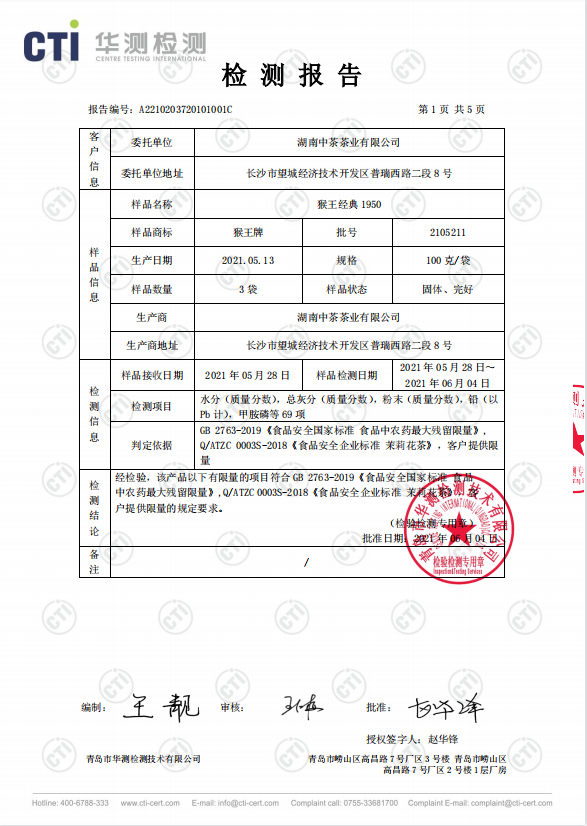 CTI 华测检测
CENTRE TESTING INTERNATIONAL
检测报告
报告编号：A2210203720101001C 第 1 页 共 5 页
客户信息
委托单位 湖南中茶茶业有限公司
委托单位地址 长沙市望城经济技术开发区普瑞西路二段 8 号
样品信息
样品名称 猴王经典 1950
样品商标 猴王牌 批号 2105211
生产日期 2021.05.13 规格 100 克/袋
样品数量 3 袋 样品状态 固体、完好
生产商 湖南中茶茶业有限公司
生产商地址 长沙市望城经济技术开发区普瑞西路二段 8 号
检测信息
样品接收日期 2021 年 05 月 28 日 样品检测日期 2021 年 05 月 28 日～
2021 年 06 月 04 日
检测项目 水分（质量分数），总灰分（质量分数），粉末（质量分数），铅（以
Pb 计），甲胺磷等 69 项
判定依据 GB 2763-2019《食品安全国家标准 食品中农药最大残留限量》，
Q/ATZC 0003S-2018《食品安全企业标准 茉莉花茶》，客户提供限
量
检测结论
经检验，该产品以下有限量的项目符合 GB 2763-2019《食品安全国家标准 食品
中农药最大残留限量》,Q/ATZC 0003S-2018《食品安全企业标准 茉莉花茶》
户提供限量的规定要求。
（检验检测专用章）
批准日期：2021 年 06 月 04 日
青岛市华测检测技术有限公司
检验检测专用章
Inspection&Testing Services
备注 /
编制： 王靓 审核： 批准： 赵华锋
授权签字人：赵华锋
青岛市华测检测技术有限公司 青岛市崂山区高昌路 7 号厂区 3 号楼 青岛市崂山区
高昌路 7 号厂区 2 号楼 1 层厂房
Hotline: 400-6788-333 www.cti-cert.com E-mail: info@cti-cert.com Complaint call: 0755-33681700 Complaint E-mail: complaint@cti-cert.com